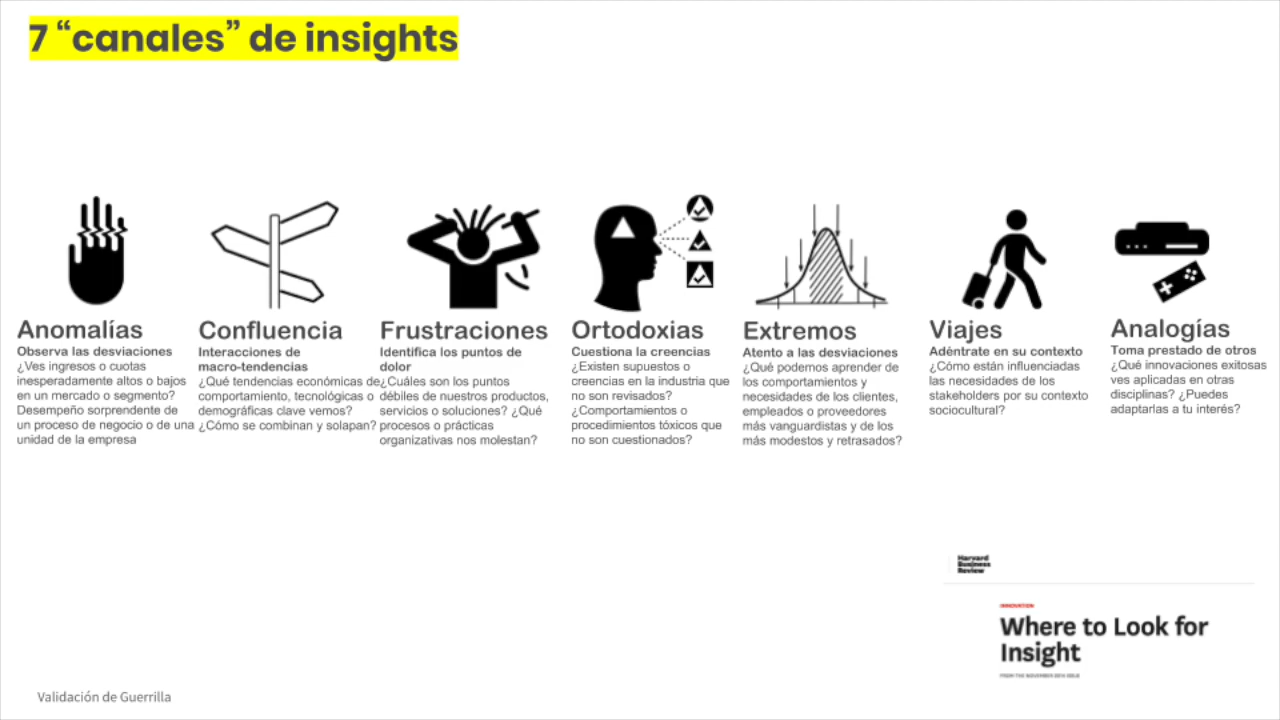 7 “canales” de insights
Anomalías
Observa las desviaciones
¿Ves ingresos o cuotas
inesperadamente altos o bajos
en un mercado o segmento?
Desempeño sorprendente de
un proceso de negocio o de una
unidad de la empresa
Confluencia
Interacciones de
macro-tendencias
¿Qué tendencias económicas de
comportamiento, tecnológicas o
demográficas clave vemos?
¿Cómo se combinan y solapan?
Frustraciones
Identifica los puntos de
dolor
¿Cuáles son los puntos
débiles de nuestros productos,
servicios o soluciones? ¿Qué
procesos o prácticas
organizativas nos molestan?
Ortodoxias
Cuestiona la creencias
¿Existen supuestos o
creencias en la industria que
no son revisados?
¿Comportamientos o
procedimientos tóxicos que
no son cuestionados?
Extremos
Atento a las desviaciones
¿Qué podemos aprender de
los comportamientos y
necesidades de los clientes,
empleados o proveedores
más vanguardistas y de los
más modestos y retrasados?
Viajes
Adéntrate en su contexto
¿Cómo están influenciadas
las necesidades de los
stakeholders por su contexto
sociocultural?
Analogías
Toma prestado de otros
¿Qué innovaciones exitosas
ves aplicadas en otras
disciplinas? ¿Puedes
adaptarlas a tu interés?
Harvard
Business
Review
INNOVATION
Where to Look for
Insight
FROM THE NOVEMBER 2014 ISSUE
Validación de Guerrilla